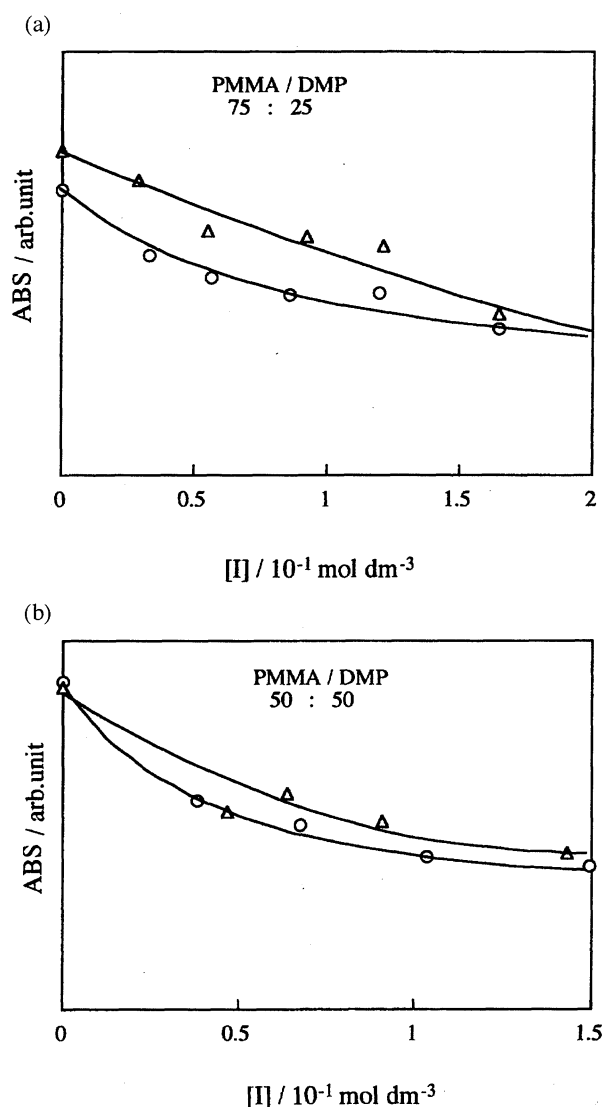 (a)
PMMA / DMP
75 : 25
ABS / arb.unit
0 0.5 1 1.5 2
[I] / 10⁻¹ mol dm⁻³
(b)
PMMA / DMP
50 : 50
ABS / arb.unit
0 0.5 1 1.5
[I] / 10⁻¹ mol dm⁻³